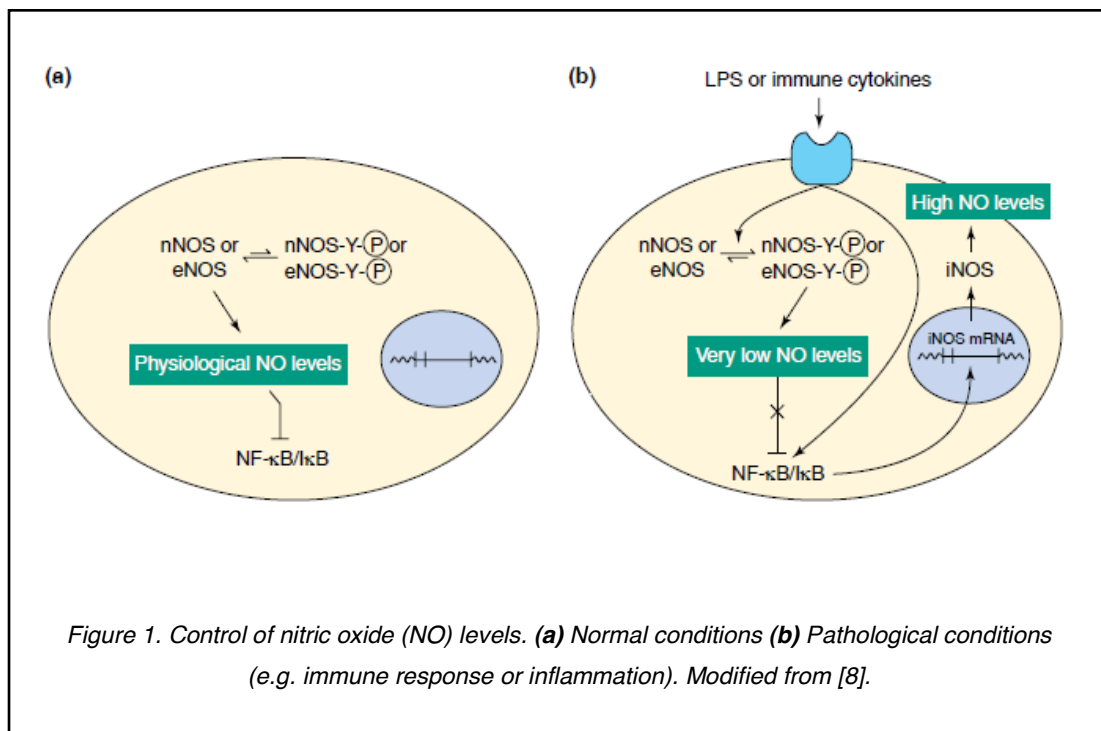 (a)
nNOS or
eNOS
nNOS-Y-Ⓟ or
eNOS-Y-Ⓟ
Physiological NO levels
NF-κB/IκB
(b)
LPS or immune cytokines
High NO levels
nNOS or
eNOS
nNOS-Y-Ⓟ or
eNOS-Y-Ⓟ
iNOS
iNOS mRNA
Very low NO levels
NF-κB/IκB
Figure 1. Control of nitric oxide (NO) levels. (a) Normal conditions (b) Pathological conditions
(e.g. immune response or inflammation). Modified from [8].